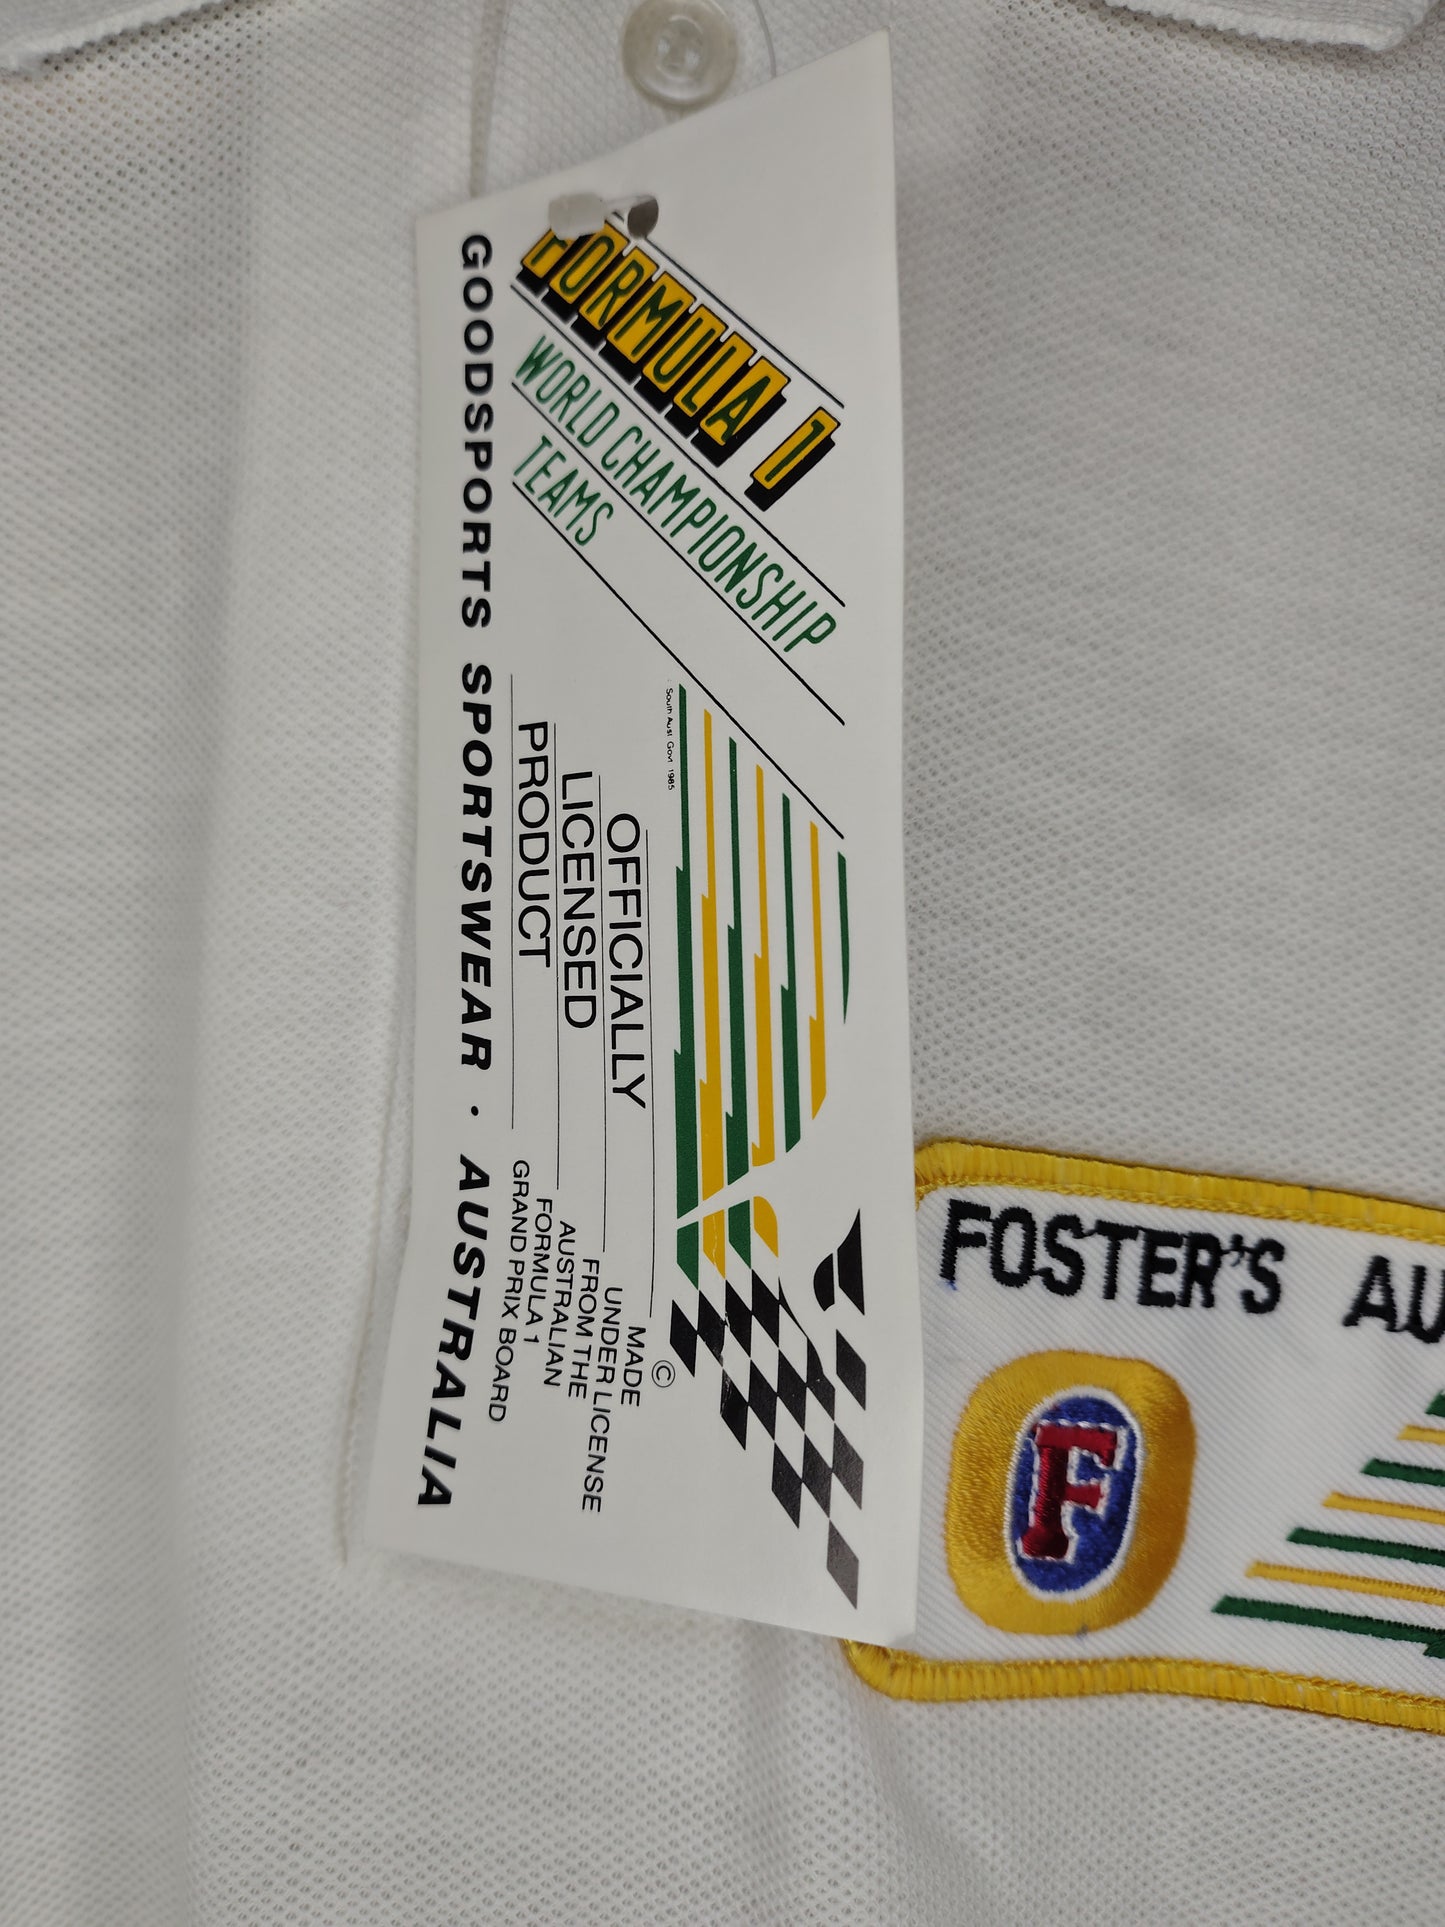 FORMULA 1
WORLD CHAMPIONSHIP
TEAMS
South Aust Govt 1985
OFFICIALLY
LICENSED
PRODUCT
©
MADE
UNDER LICENSE
FROM THE
AUSTRALIAN
FORMULA 1
GRAND PRIX BOARD
GOODSPORTS SPORTSWEAR · AUSTRALIA
FOSTER'S AU
F